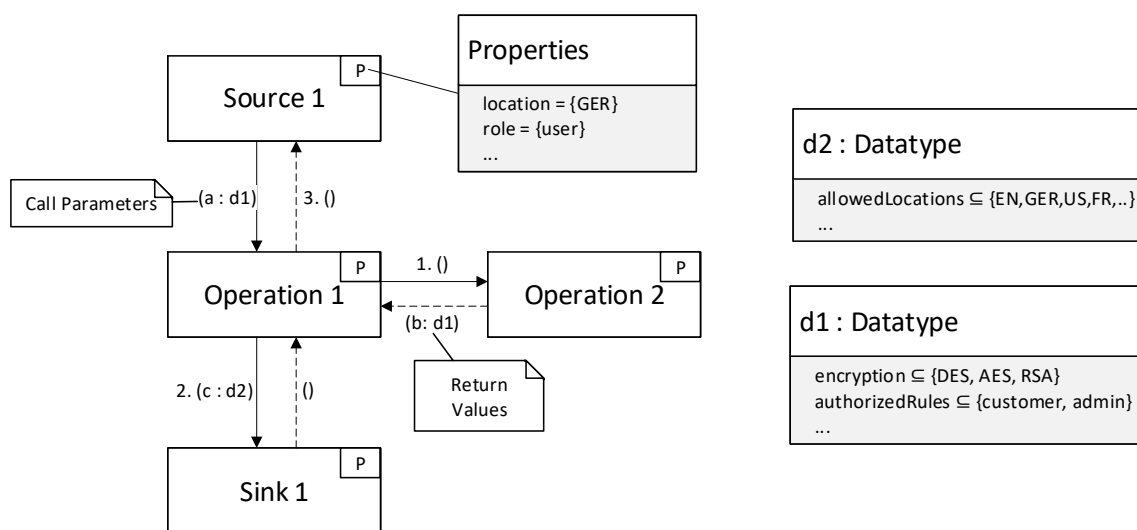 Properties
P
Source 1
location = {GER}
role = {user}
...
d2 : Datatype
allowedLocations ⊆ {EN,GER,US,FR,..}
...
Call Parameters
(a : d1)
3. ()
P
Operation 1
1. ()
P
Operation 2
(b: d1)
d1 : Datatype
encryption ⊆ {DES, AES, RSA}
authorizedRules ⊆ {customer, admin}
...
2. (c : d2)
()
Return
Values
P
Sink 1